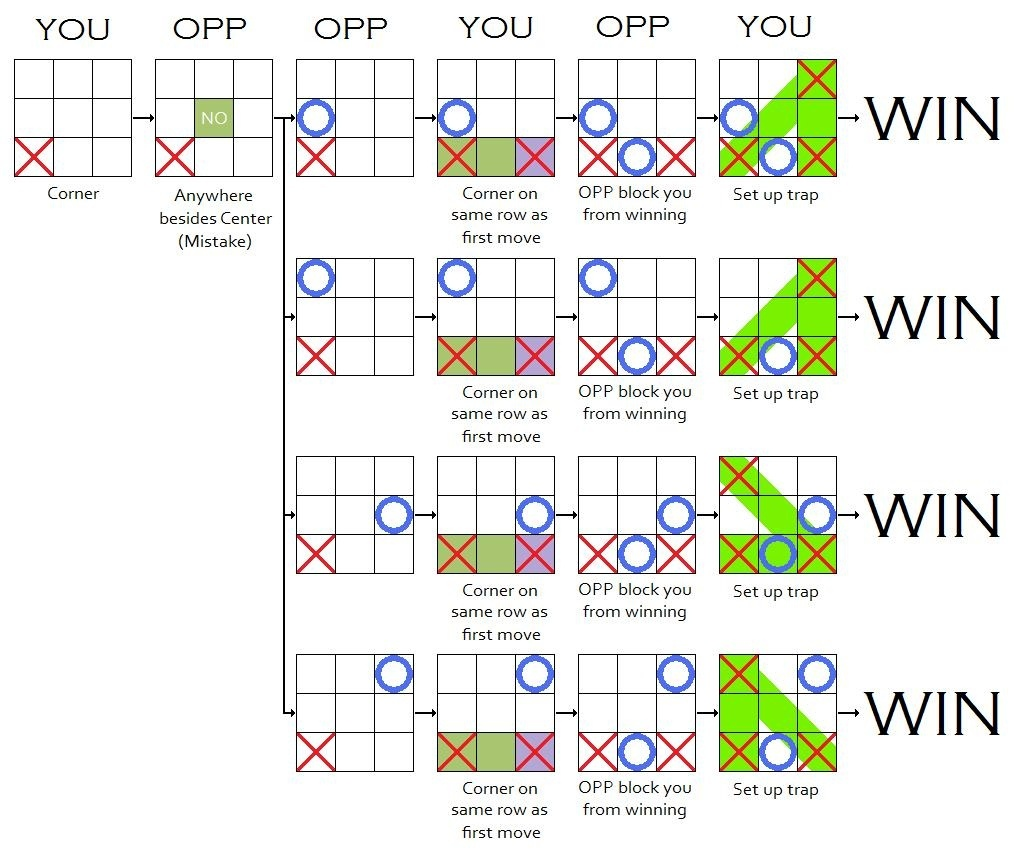 YOU OPP OPP YOU OPP YOU
NO
WIN
Corner
Anywhere
besides Center
(Mistake)
Corner on
same row as
first move
OPP block you
from winning
Set up trap
WIN
Corner on
same row as
first move
OPP block you
from winning
Set up trap
WIN
Corner on
same row as
first move
OPP block you
from winning
Set up trap
WIN
Corner on
same row as
first move
OPP block you
from winning
Set up trap